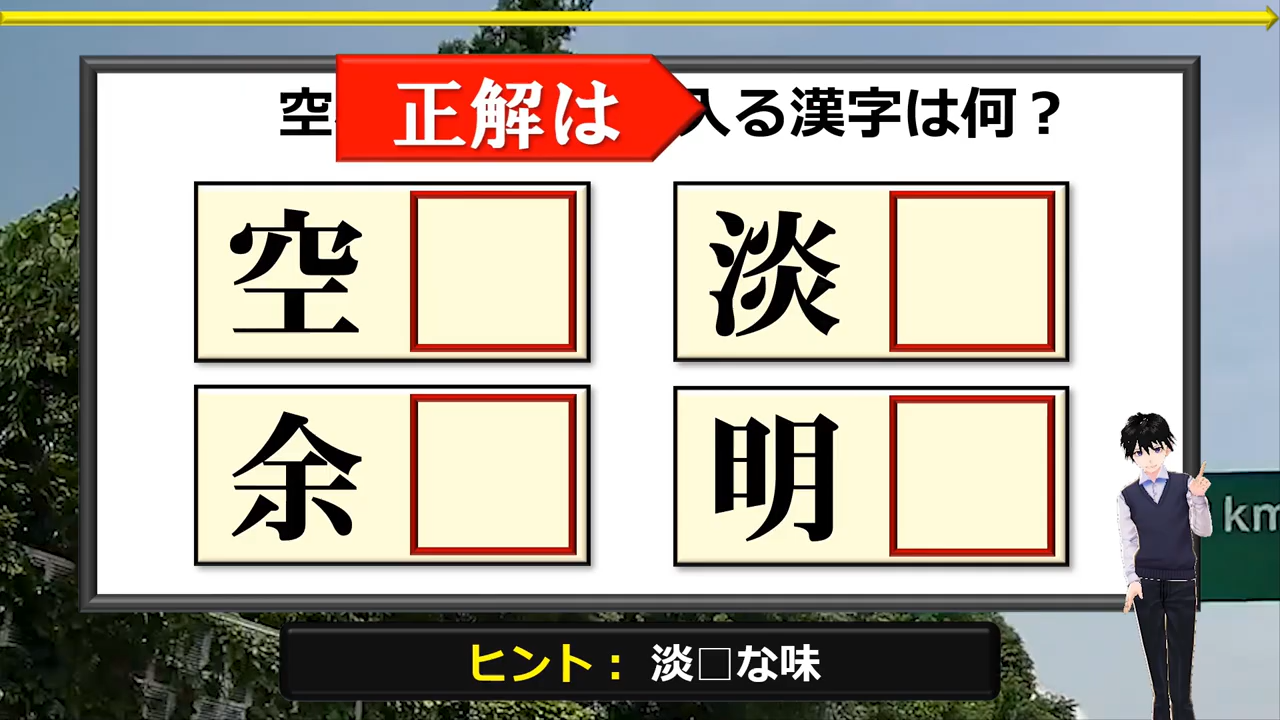 正解は
空 入る漢字は何？
空 淡
余 明
km
ヒント： 淡□な味